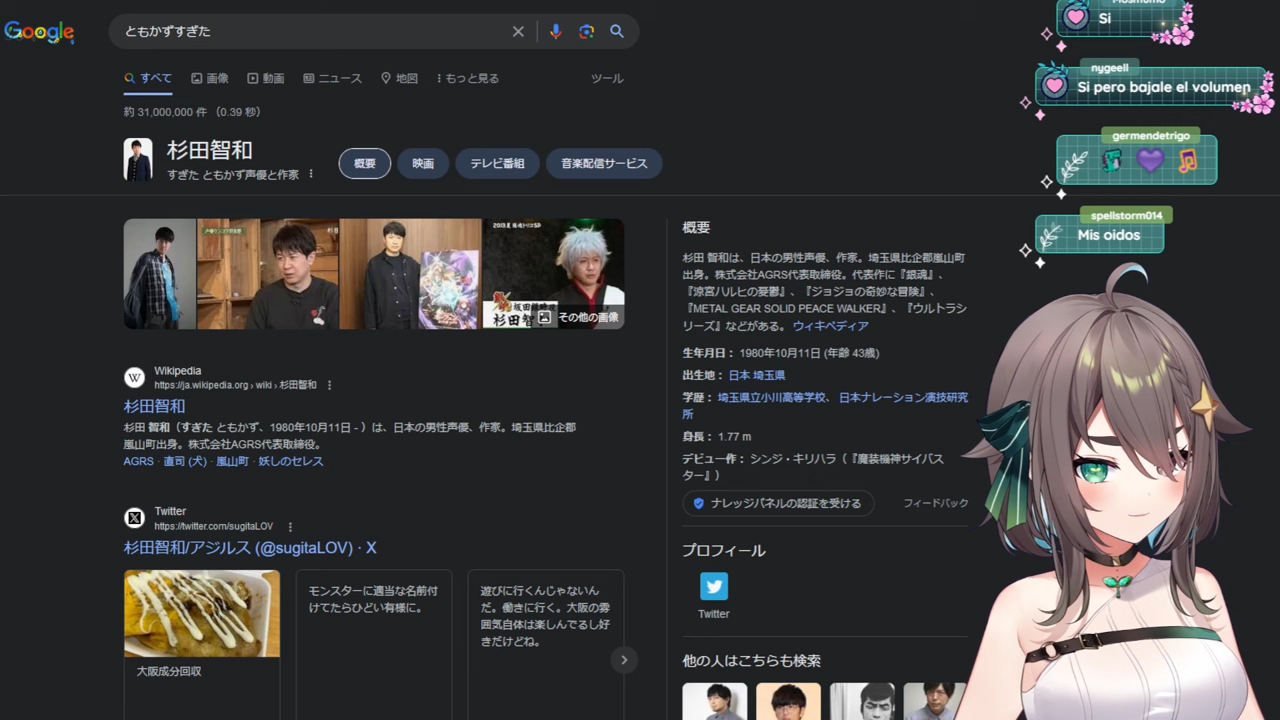 Google
ともかずすぎた
すべて
画像
動画
ニュース
地図
もっと見る
ツール
約 31,000,000 件 （0.39 秒）
杉田智和
すぎた ともかず声優と作家
概要
映画
テレビ番組
音楽配信サービス
その他の画像
Wikipedia
https://ja.wikipedia.org › wiki › 杉田智和
杉田智和
杉田 智和（すぎた ともかず、1980年10月11日 - ）は、日本の男性声優、作家。埼玉県比企郡
嵐山町出身。株式会社AGRS代表取締役。
AGRS · 直司 (犬) · 嵐山町 · 妖しのセレス
Twitter
https://twitter.com/sugitaLOV
杉田智和/アジルス (@sugitaLOV) · X
大阪成分回収
モンスターに適当な名前付
けてたらひどい有様に。
遊びに行くんじゃないん
だ。働きに行く。大阪の雰
囲気自体は楽しんでるし好
きだけどね。
概要
杉田 智和は、日本の男性声優、作家。埼玉県比企郡嵐山町
出身。株式会社AGRS代表取締役。代表作に『銀魂』、
『涼宮ハルヒの憂鬱』、『ジョジョの奇妙な冒険』、
『METAL GEAR SOLID PEACE WALKER』、『ウルトラシ
リーズ』などがある。 ウィキペディア
生年月日： 1980年10月11日 (年齢 43歳)
出生地： 日本 埼玉県
学歴： 埼玉県立小川高等学校、 日本ナレーション演技研究
所
身長： 1.77 m
デビュー作： シンジ・キリハラ（『魔装機神サイバス
ター』）
ナレッジパネルの認証を受ける
フィードバック
プロフィール
Twitter
他の人はこちらも検索
Si
nygeell
Si pero bajale el volumen
germendetrigo
spellstorm014
Mis oidos